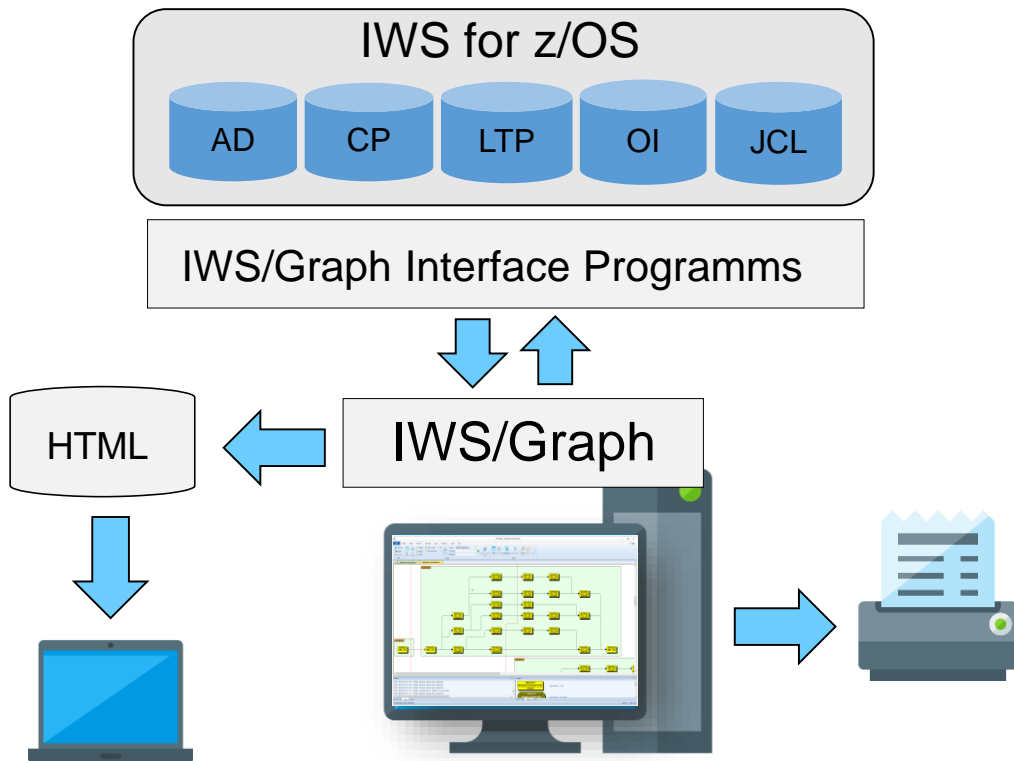 IWS for z/OS
AD CP LTP OI JCL
IWS/Graph Interface Programms
IWS/Graph
HTML